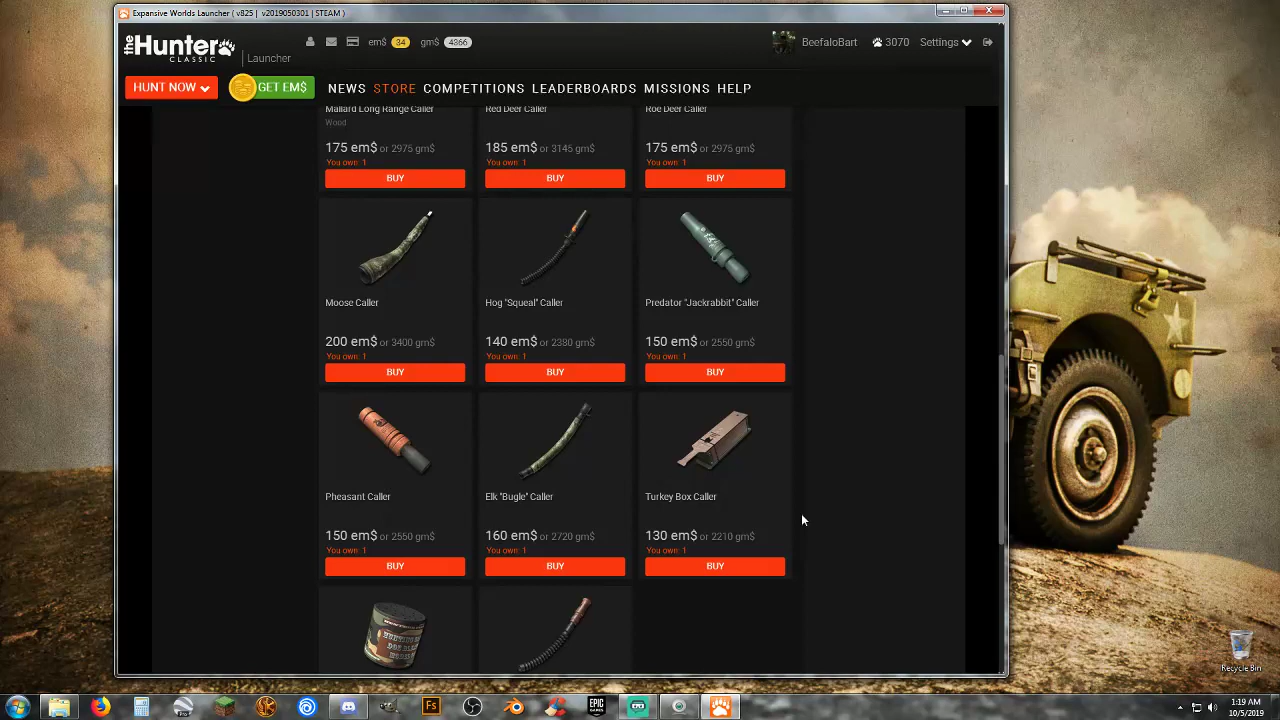 Expansive Worlds Launcher ( v825 | v2019050301 | STEAM )
theHunter
CLASSIC
Launcher
em$ 34 gm$ 4366
BeefaloBart 3070 Settings
HUNT NOW GET EM$ NEWS STORE COMPETITIONS LEADERBOARDS MISSIONS HELP
Mallard Long Range Caller Red Deer Caller Roe Deer Caller
Wood
175 em$ or 2975 gm$ 185 em$ or 3145 gm$ 175 em$ or 2975 gm$
You own: 1 You own: 1 You own: 1
BUY BUY BUY
Moose Caller Hog "Squeal" Caller Predator "Jackrabbit" Caller
200 em$ or 3400 gm$ 140 em$ or 2380 gm$ 150 em$ or 2550 gm$
You own: 1 You own: 1 You own: 1
BUY BUY BUY
Pheasant Caller Elk "Bugle" Caller Turkey Box Caller
150 em$ or 2550 gm$ 160 em$ or 2720 gm$ 130 em$ or 2210 gm$
You own: 1 You own: 1 You own: 1
BUY BUY BUY
Recycle Bin
Pro Fs EPIC GAMES
1:19 AM
10/5/2019